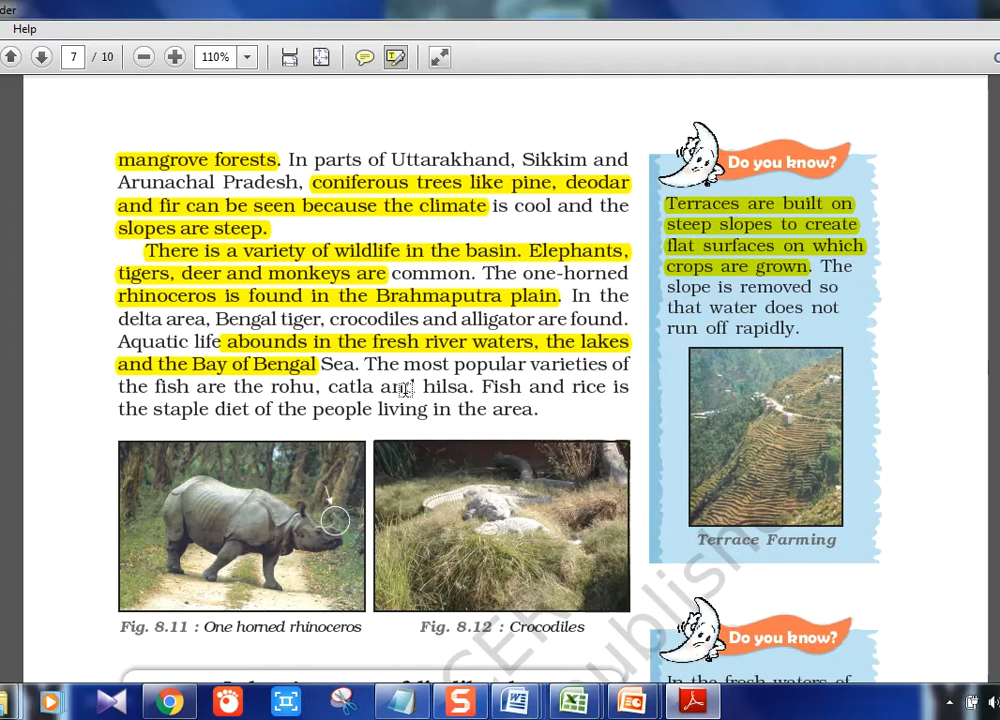 der
Help
7 / 10
110%
mangrove forests. In parts of Uttarakhand, Sikkim and
Arunachal Pradesh, coniferous trees like pine, deodar
and fir can be seen because the climate is cool and the
slopes are steep.
There is a variety of wildlife in the basin. Elephants,
tigers, deer and monkeys are common. The one-horned
rhinoceros is found in the Brahmaputra plain. In the
delta area, Bengal tiger, crocodiles and alligator are found.
Aquatic life abounds in the fresh river waters, the lakes
and the Bay of Bengal Sea. The most popular varieties of
the fish are the rohu, catla and hilsa. Fish and rice is
the staple diet of the people living in the area.
Fig. 8.11 : One horned rhinoceros
Fig. 8.12 : Crocodiles
Do you know?
Terraces are built on
steep slopes to create
flat surfaces on which
crops are grown. The
slope is removed so
that water does not
run off rapidly.
Terrace Farming
Do you know?
In the fresh waters of